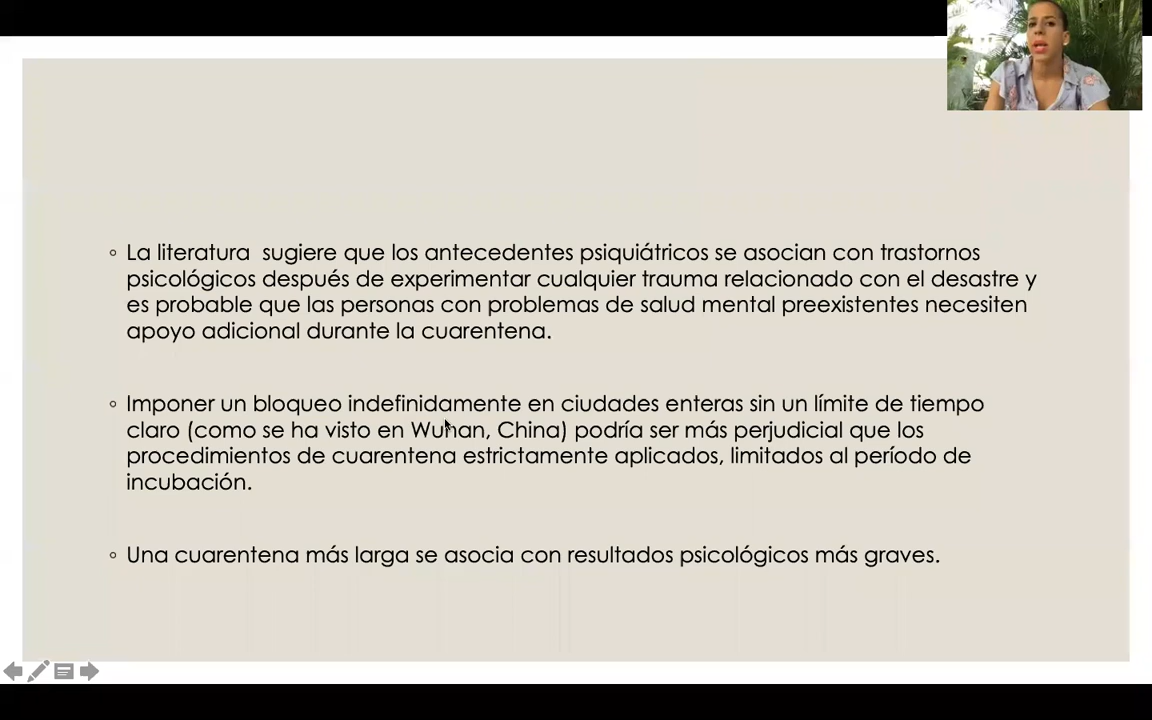 ◦ La literatura  sugiere que los antecedentes psiquiátricos se asocian con trastornos
psicológicos después de experimentar cualquier trauma relacionado con el desastre y
es probable que las personas con problemas de salud mental preexistentes necesiten
apoyo adicional durante la cuarentena.
◦ Imponer un bloqueo indefinidamente en ciudades enteras sin un límite de tiempo
claro (como se ha visto en Wuhan, China) podría ser más perjudicial que los
procedimientos de cuarentena estrictamente aplicados, limitados al período de
incubación.
◦ Una cuarentena más larga se asocia con resultados psicológicos más graves.